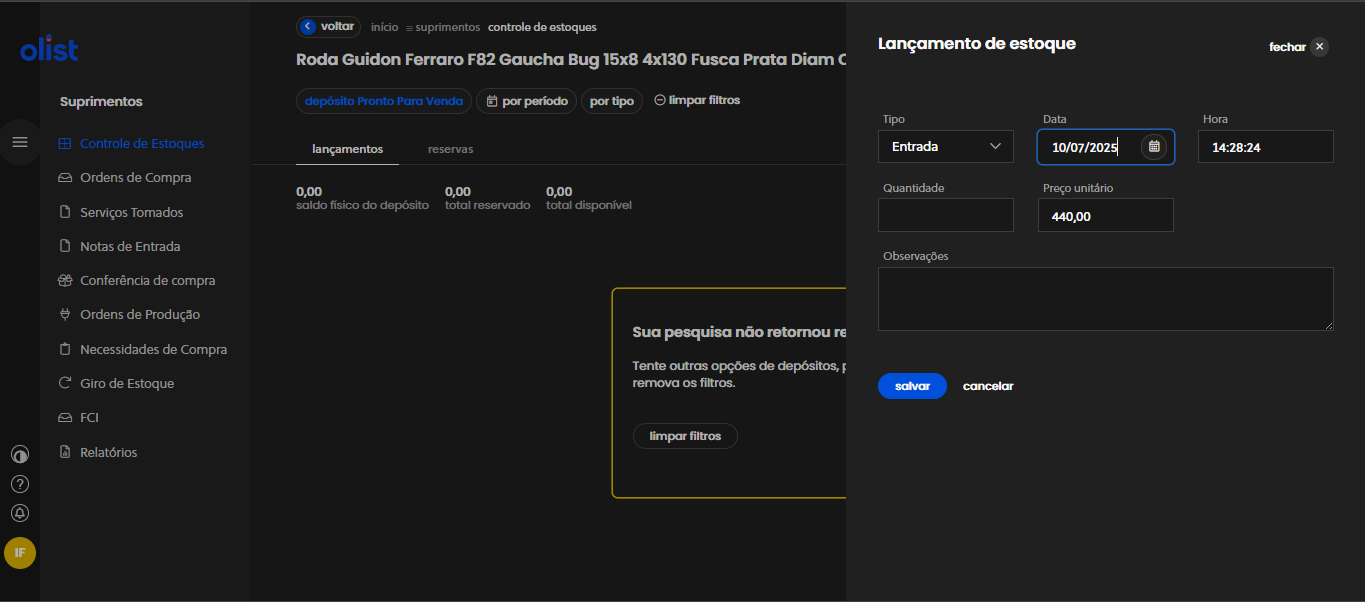 olist
Suprimentos
Controle de Estoques
Ordens de Compra
Serviços Tomados
Notas de Entrada
Conferência de compra
Ordens de Produção
Necessidades de Compra
Giro de Estoque
FCI
Relatórios
IF
voltar início suprimentos controle de estoques
Roda Guidon Ferraro F82 Gaucha Bug 15x8 4x130 Fusca Prata Diam
depósito Pronto Para Venda por período por tipo limpar filtros
lançamentos reservas
0,00 0,00 0,00
saldo físico do depósito total reservado total disponível
Sua pesquisa não retornou re
Tente outras opções de depósitos, p
remova os filtros.
limpar filtros
Lançamento de estoque
fechar
Tipo Data Hora
Entrada 10/07/2025 14:28:24
Quantidade Preço unitário
440,00
Observações
salvar cancelar